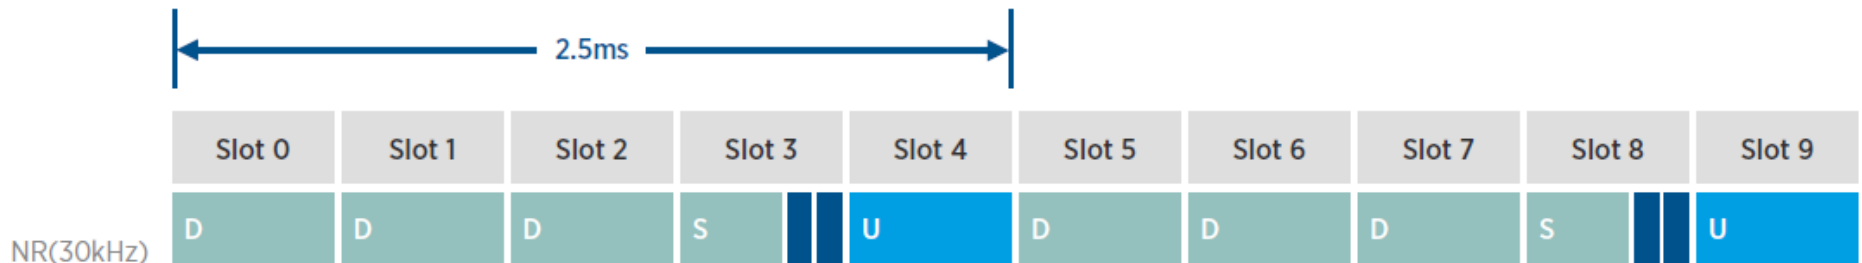 2.5ms
Slot 0 Slot 1 Slot 2 Slot 3 Slot 4 Slot 5 Slot 6 Slot 7 Slot 8 Slot 9
NR(30kHz) D D D S U D D D S U